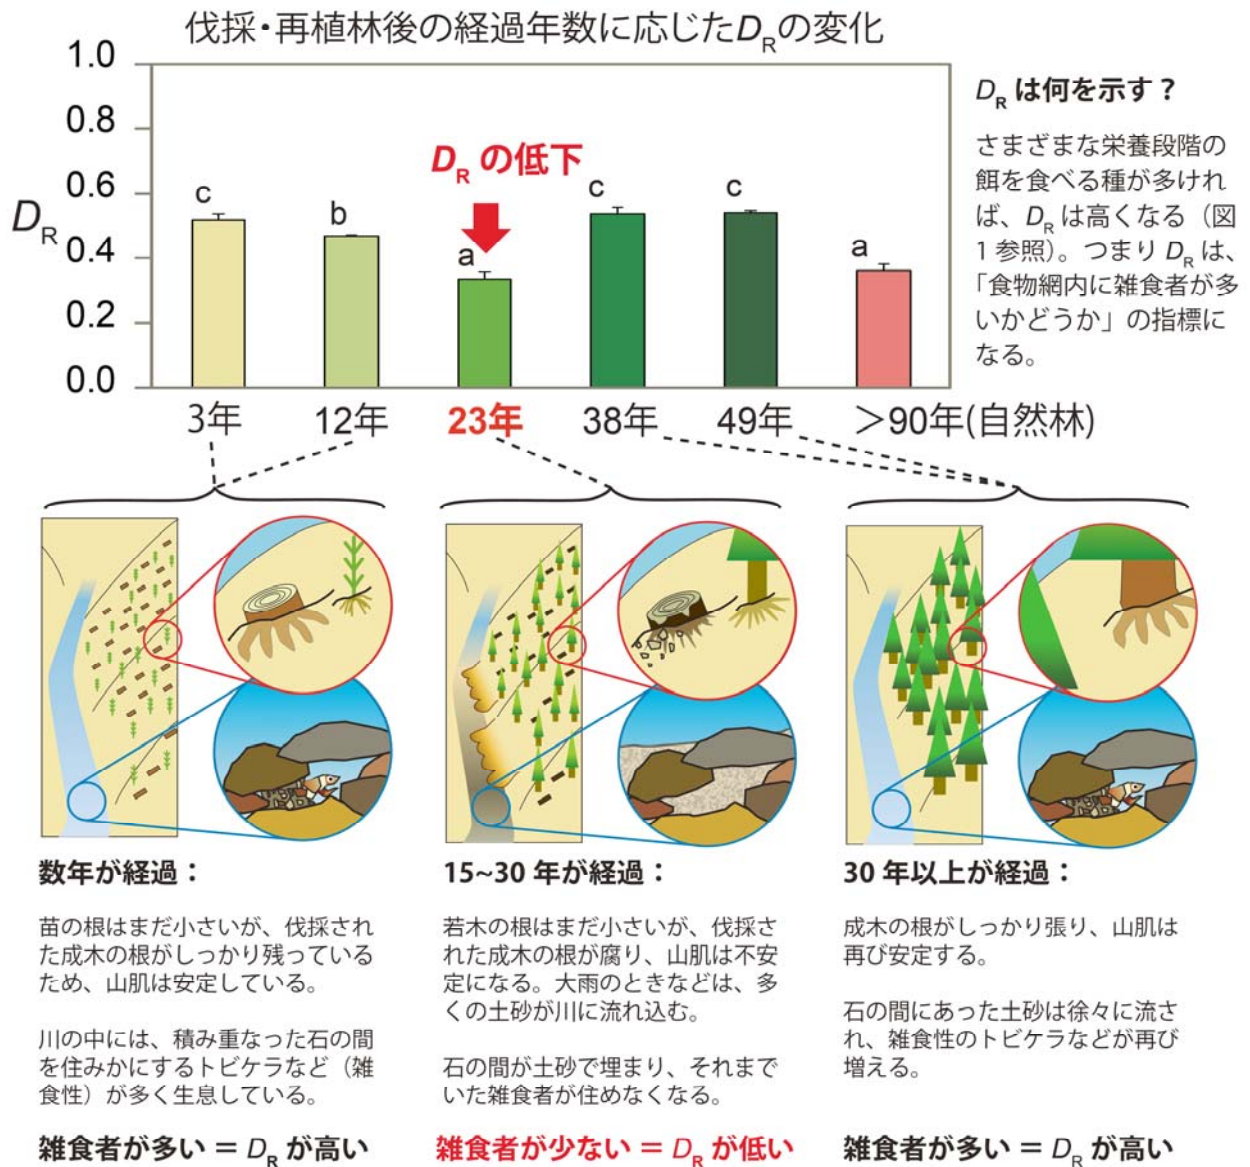 伐採・再植林後の経過年数に応じたDRの変化
1.0
0.8
0.6
0.4
0.2
0.0
DR
DR の低下
c
b
a
c
c
a
3年
12年
23年
38年
49年
＞90年(自然林)
DR は何を示す？
さまざまな栄養段階の
餌を食べる種が多けれ
ば、DR は高くなる（図
1 参照）。つまり DR は、
「食物網内に雑食者が多
いかどうか」の指標に
なる。
数年が経過：
苗の根はまだ小さいが、伐採され
た成木の根がしっかり残っている
ため、山肌は安定している。
川の中には、積み重なった石の間
を住みかにするトビケラなど（雑
食性）が多く生息している。
雑食者が多い = DR が高い
15~30 年が経過：
若木の根はまだ小さいが、伐採さ
れた成木の根が腐り、山肌は不安
定になる。大雨のときなどは、多
くの土砂が川に流れ込む。
石の間が土砂で埋まり、それまで
いた雑食者が住めなくなる。
雑食者が少ない = DR が低い
30 年以上が経過：
成木の根がしっかり張り、山肌は
再び安定する。
石の間にあった土砂は徐々に流さ
れ、雑食性のトビケラなどが再び
増える。
雑食者が多い = DR が高い